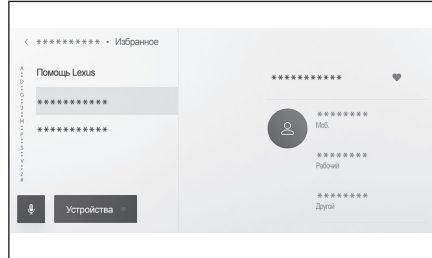 < ********** • Избранное
A
D
G
J
M
P
S
V
Z
#
Помощь Lexus
***********
***********
Устройства
***********
********
Моб.
********
Рабочий
********
Другой